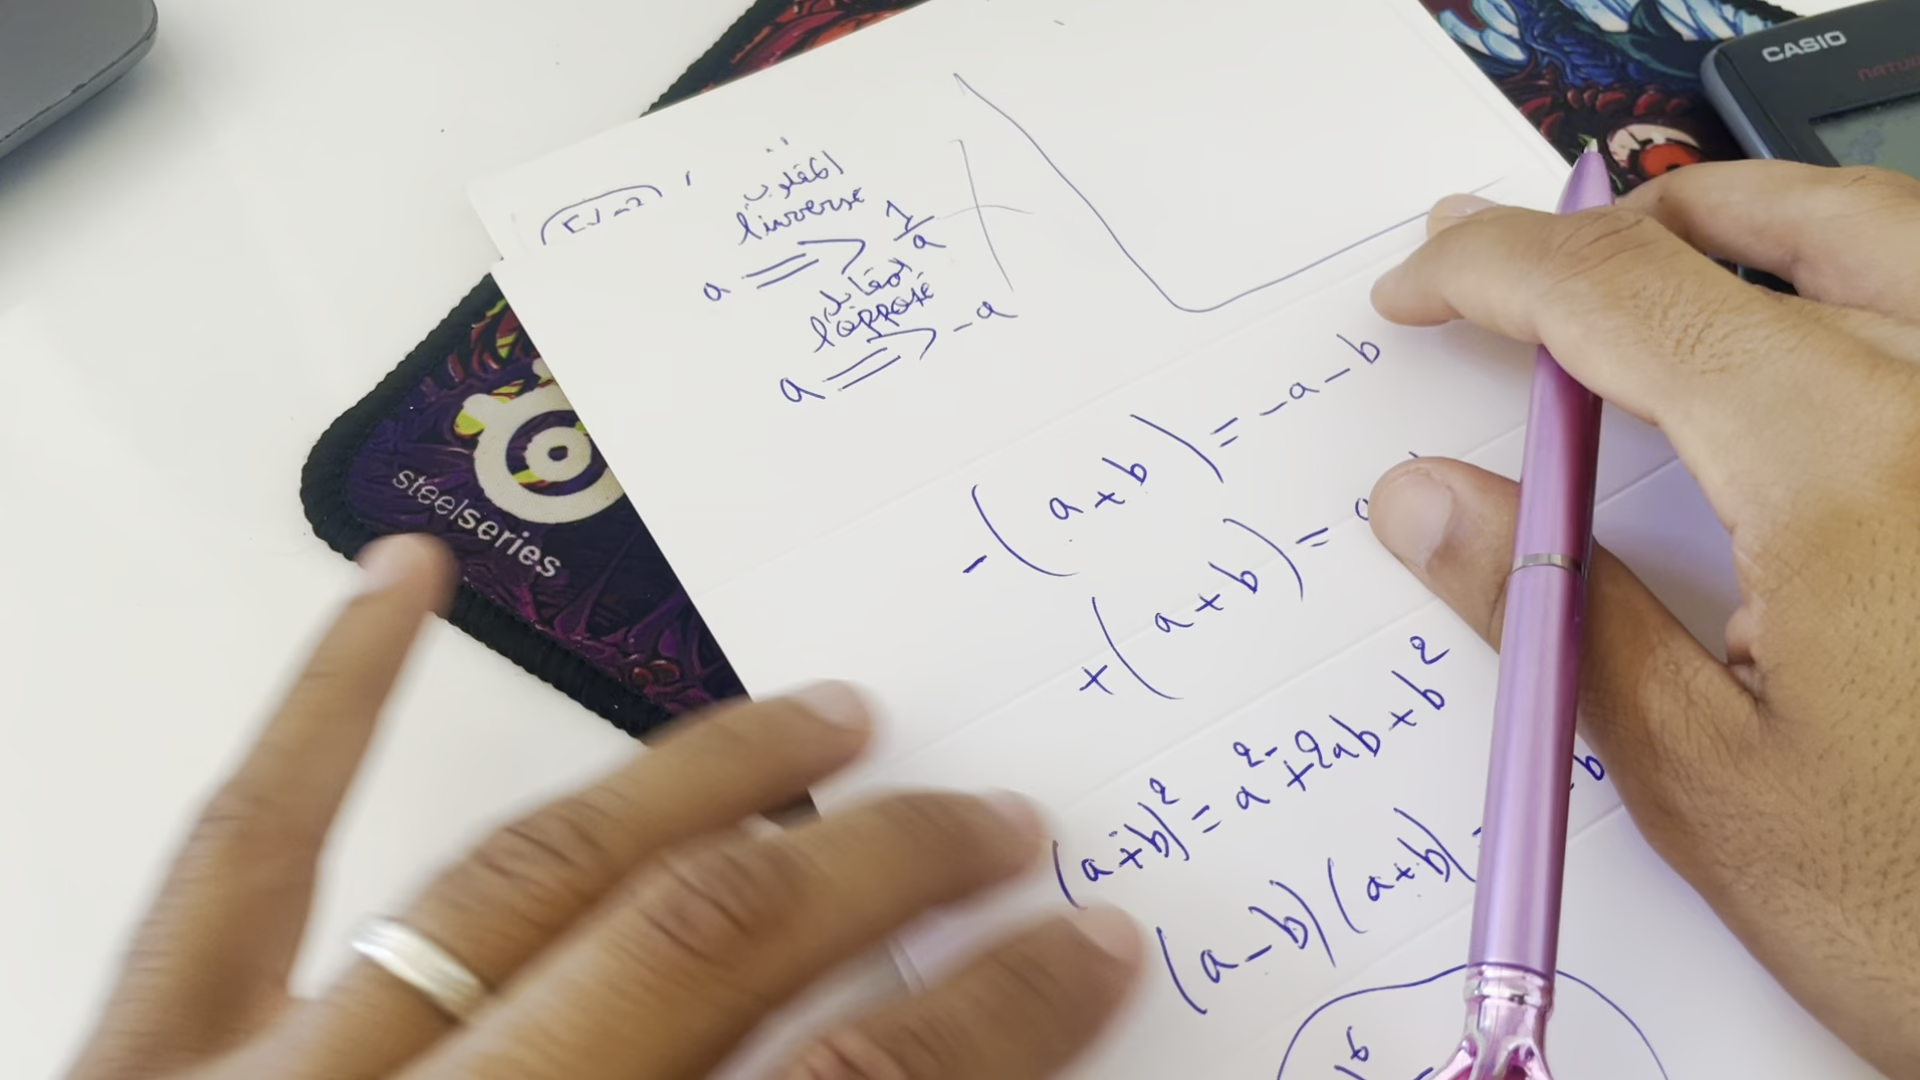 المقلوب
l'inverse
a ⇒ 1/a
المقابل
l'opposé
a ⇒ -a
-(a+b) = -a-b
+(a+b) =
(a+b)² = a² + 2ab + b²
(a-b)(a+b)
b
b
steelseries
CASIO